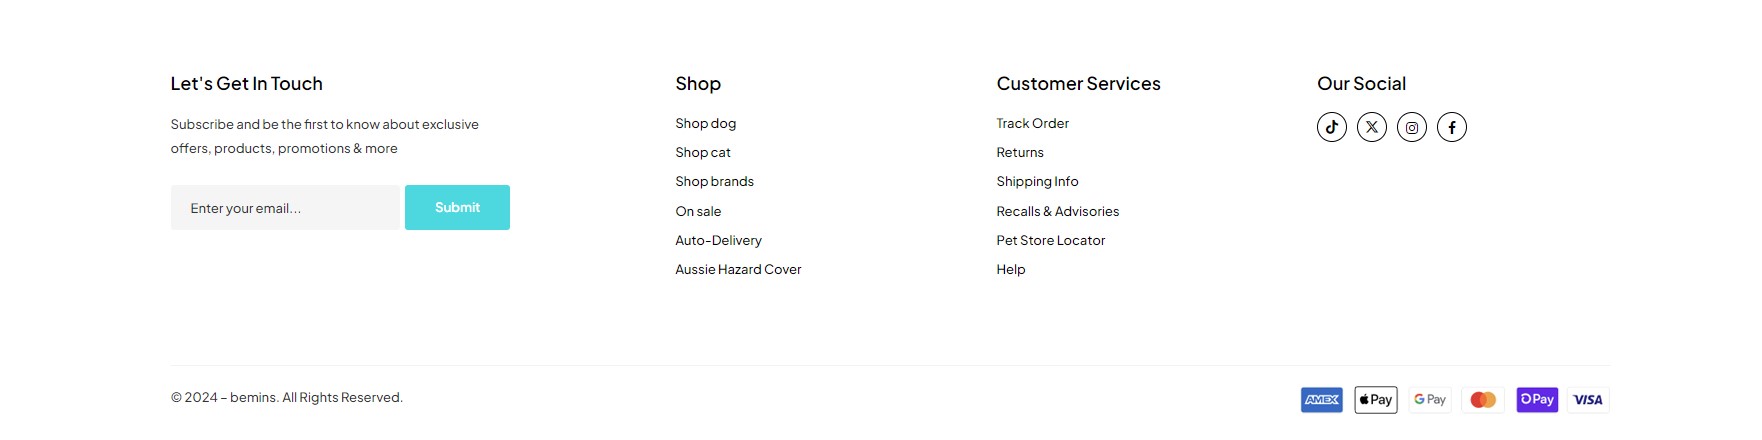 Let's Get In Touch
Subscribe and be the first to know about exclusive
offers, products, promotions & more
Enter your email...
Submit
Shop
Shop dog
Shop cat
Shop brands
On sale
Auto-Delivery
Aussie Hazard Cover
Customer Services
Track Order
Returns
Shipping Info
Recalls & Advisories
Pet Store Locator
Help
Our Social
© 2024 – bemins. All Rights Reserved.
AMEX
Pay
G Pay
Pay
VISA